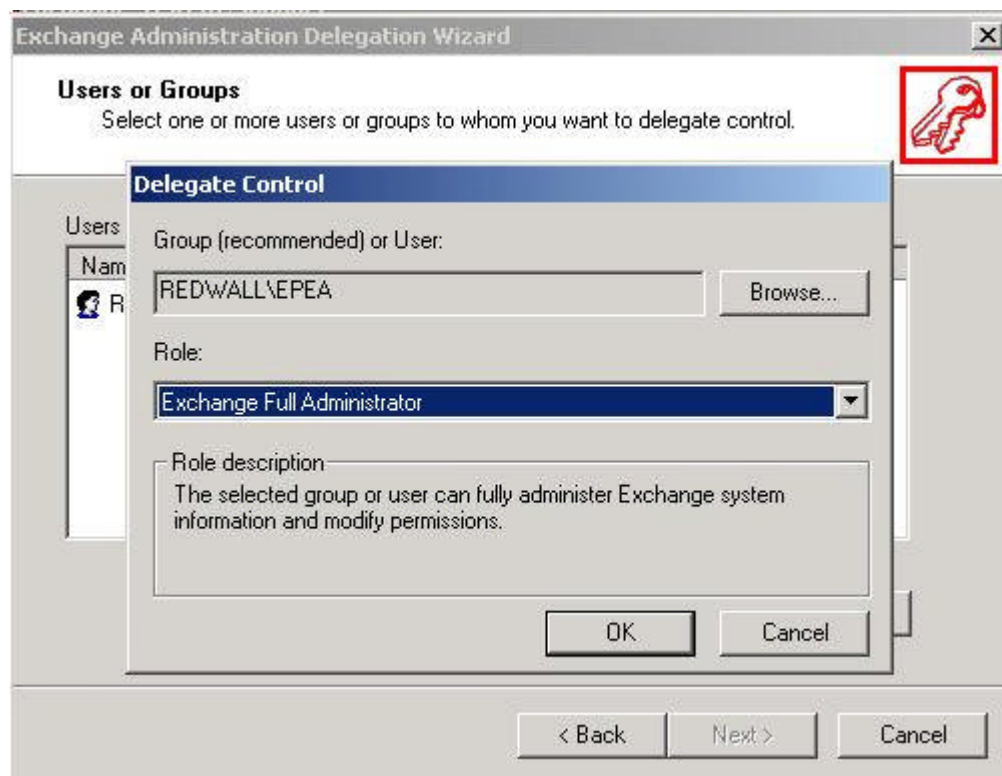 Exchange Administration Delegation Wizard
Users or Groups
Select one or more users or groups to whom you want to delegate control.
Delegate Control
Users
Group (recommended) or User:
Nam
REDWALL\EPEA
Browse...
R
Role:
Exchange Full Administrator
Role description
The selected group or user can fully administer Exchange system
information and modify permissions.
OK
Cancel
< Back
Next >
Cancel